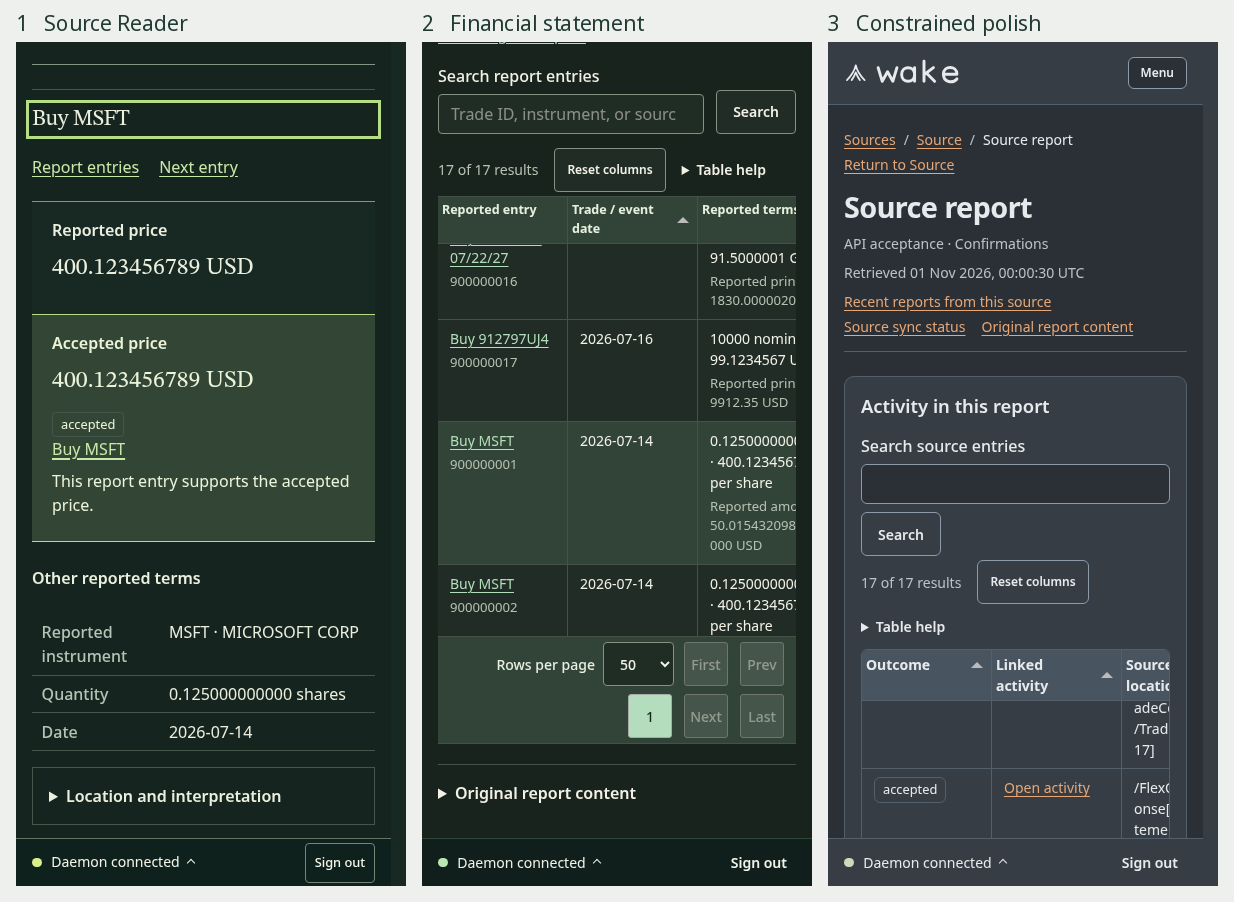 1 Source Reader
Buy MSFT
Report entries Next entry
Reported price
400.123456789 USD
Accepted price
400.123456789 USD
accepted
Buy MSFT
This report entry supports the accepted
price.
Other reported terms
Reported
instrument
MSFT · MICROSOFT CORP
Quantity 0.125000000000 shares
Date 2026-07-14
Location and interpretation
Daemon connected Sign out
2 Financial statement
Search report entries
Trade ID, instrument, or sourc Search
17 of 17 results Reset columns Table help
Reported entry Trade / event
date
Reported terms
07/22/27
900000016
91.5000001
Reported prin
1830.0000020
Buy 912797UJ4 2026-07-16
900000017
10000 nomin
99.1234567 U
Reported prin
9912.35 USD
Buy MSFT 2026-07-14
900000001
0.1250000000
· 400.1234567
per share
Reported amo
50.015432098
000 USD
Buy MSFT 2026-07-14
900000002
0.1250000000
· 400.1234567
per share
Rows per page 50 First Prev
1 Next Last
Original report content
Daemon connected Sign out
3 Constrained polish
wake Menu
Sources / Source / Source report
Return to Source
Source report
API acceptance · Confirmations
Retrieved 01 Nov 2026, 00:00:30 UTC
Recent reports from this source
Source sync status Original report content
Activity in this report
Search source entries
Search
17 of 17 results Reset columns
Table help
Outcome Linked
activity
Source
locatio
adeCo
/Trad
17]
accepted Open activity
/FlexQ
onse[
teme
Daemon connected Sign out